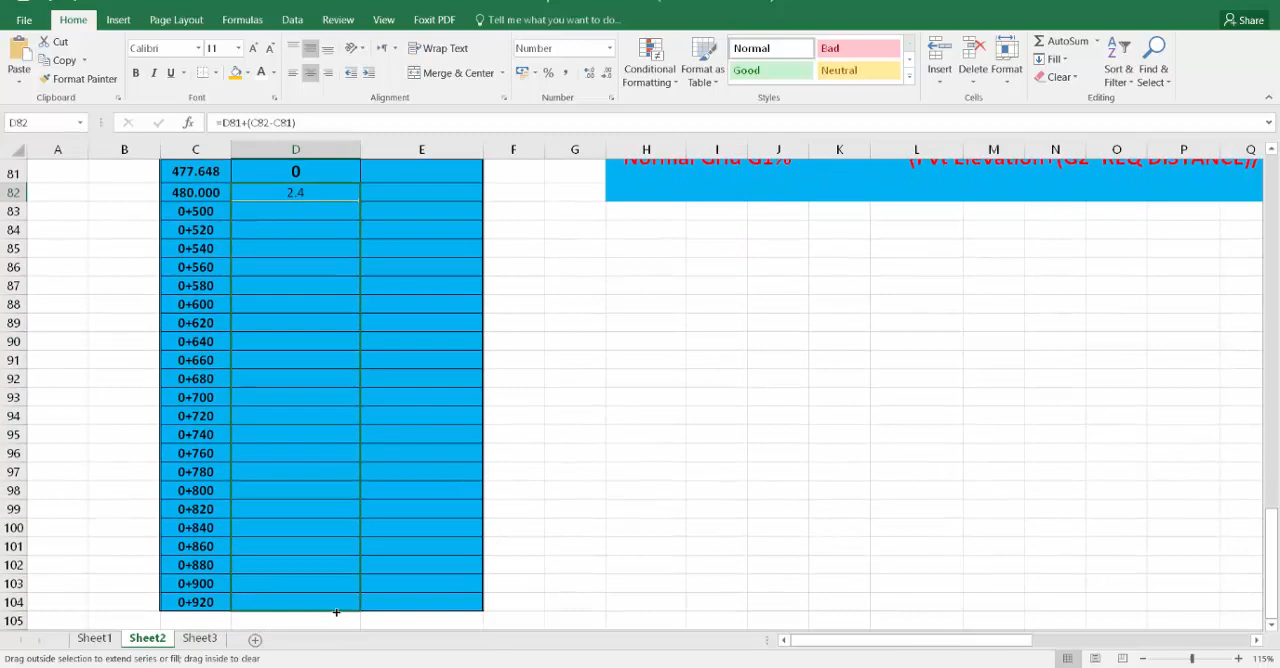 File Home Insert Page Layout Formulas Data Review View Foxit PDF Tell me what you want to do... Share
Paste Cut Copy Format Painter
Calibri 11 A A B I U A
Wrap Text Merge & Center
Number % ,
Conditional Formatting Format as Table
Normal Bad
Good Neutral
Insert Delete Format
AutoSum Fill Clear
Sort & Filter Find & Select
Clipboard Font Alignment Number Styles Cells Editing
D82 fx =D81+(C82-C81)
A B C D E F G H I J K L M N O P Q
81 477.648 0 Normal Grid G1%
82 480.000 2.4
83 0+500
84 0+520
85 0+540
86 0+560
87 0+580
88 0+600
89 0+620
90 0+640
91 0+660
92 0+680
93 0+700
94 0+720
95 0+740
96 0+760
97 0+780
98 0+800
99 0+820
100 0+840
101 0+860
102 0+880
103 0+900
104 0+920
105
Sheet1 Sheet2 Sheet3
Drag outside selection to extend series or fill; drag inside to clear 115%